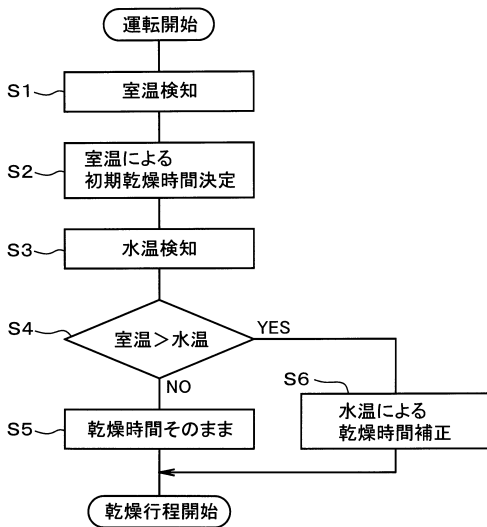 運転開始
S1
室温検知
S2
室温による
初期乾燥時間決定
S3
水温検知
S4
室温＞水温
YES
NO
S5
乾燥時間そのまま
S6
水温による
乾燥時間補正
乾燥行程開始